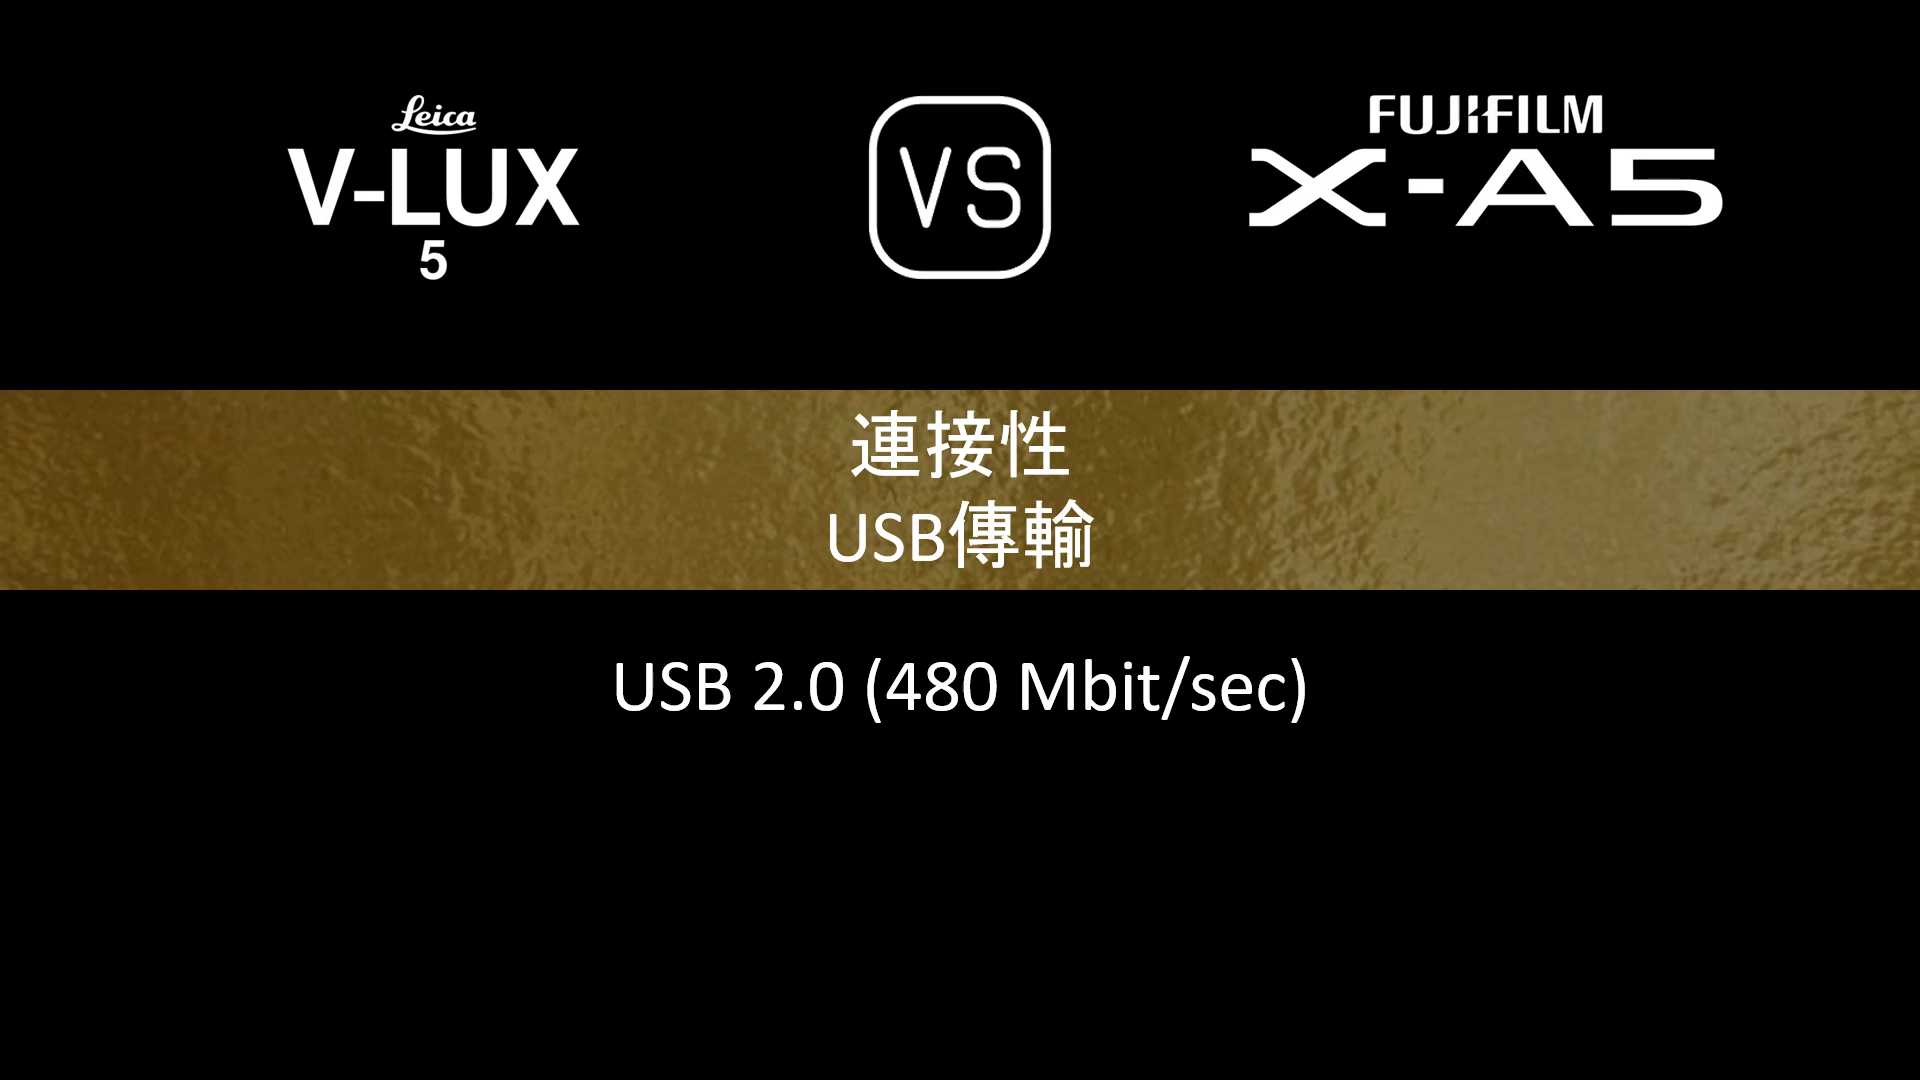 Leica
V-LUX
5
VS
FUJIFILM
X-A5
連接性
USB傳輸
USB 2.0 (480 Mbit/sec)